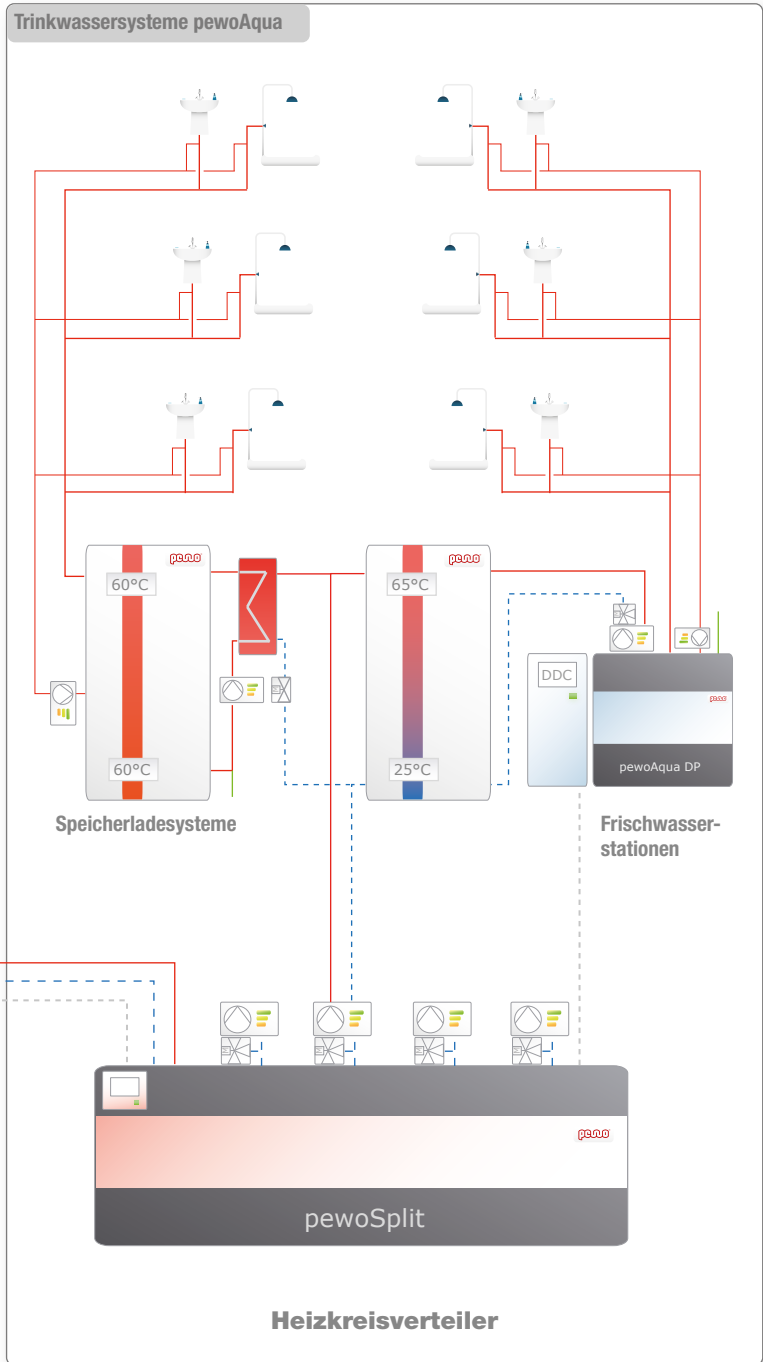 Trinkwassersysteme pewoAqua
pewo
pewo
60°C
65°C
DDC
pewo
60°C
25°C
pewoAqua DP
Speicherladesysteme
Frischwasser-
stationen
M
M
M
M
pewo
pewoSplit
Heizkreisverteiler